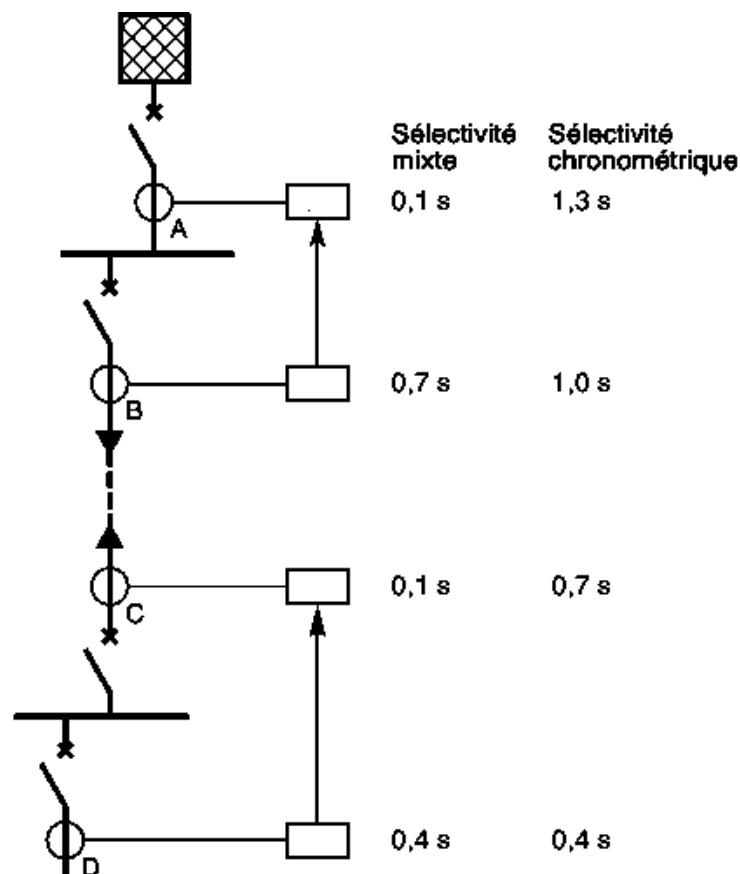 Sélectivité mixte
Sélectivité chronométrique
A
0,1 s
1,3 s
B
0,7 s
1,0 s
C
0,1 s
0,7 s
D
0,4 s
0,4 s